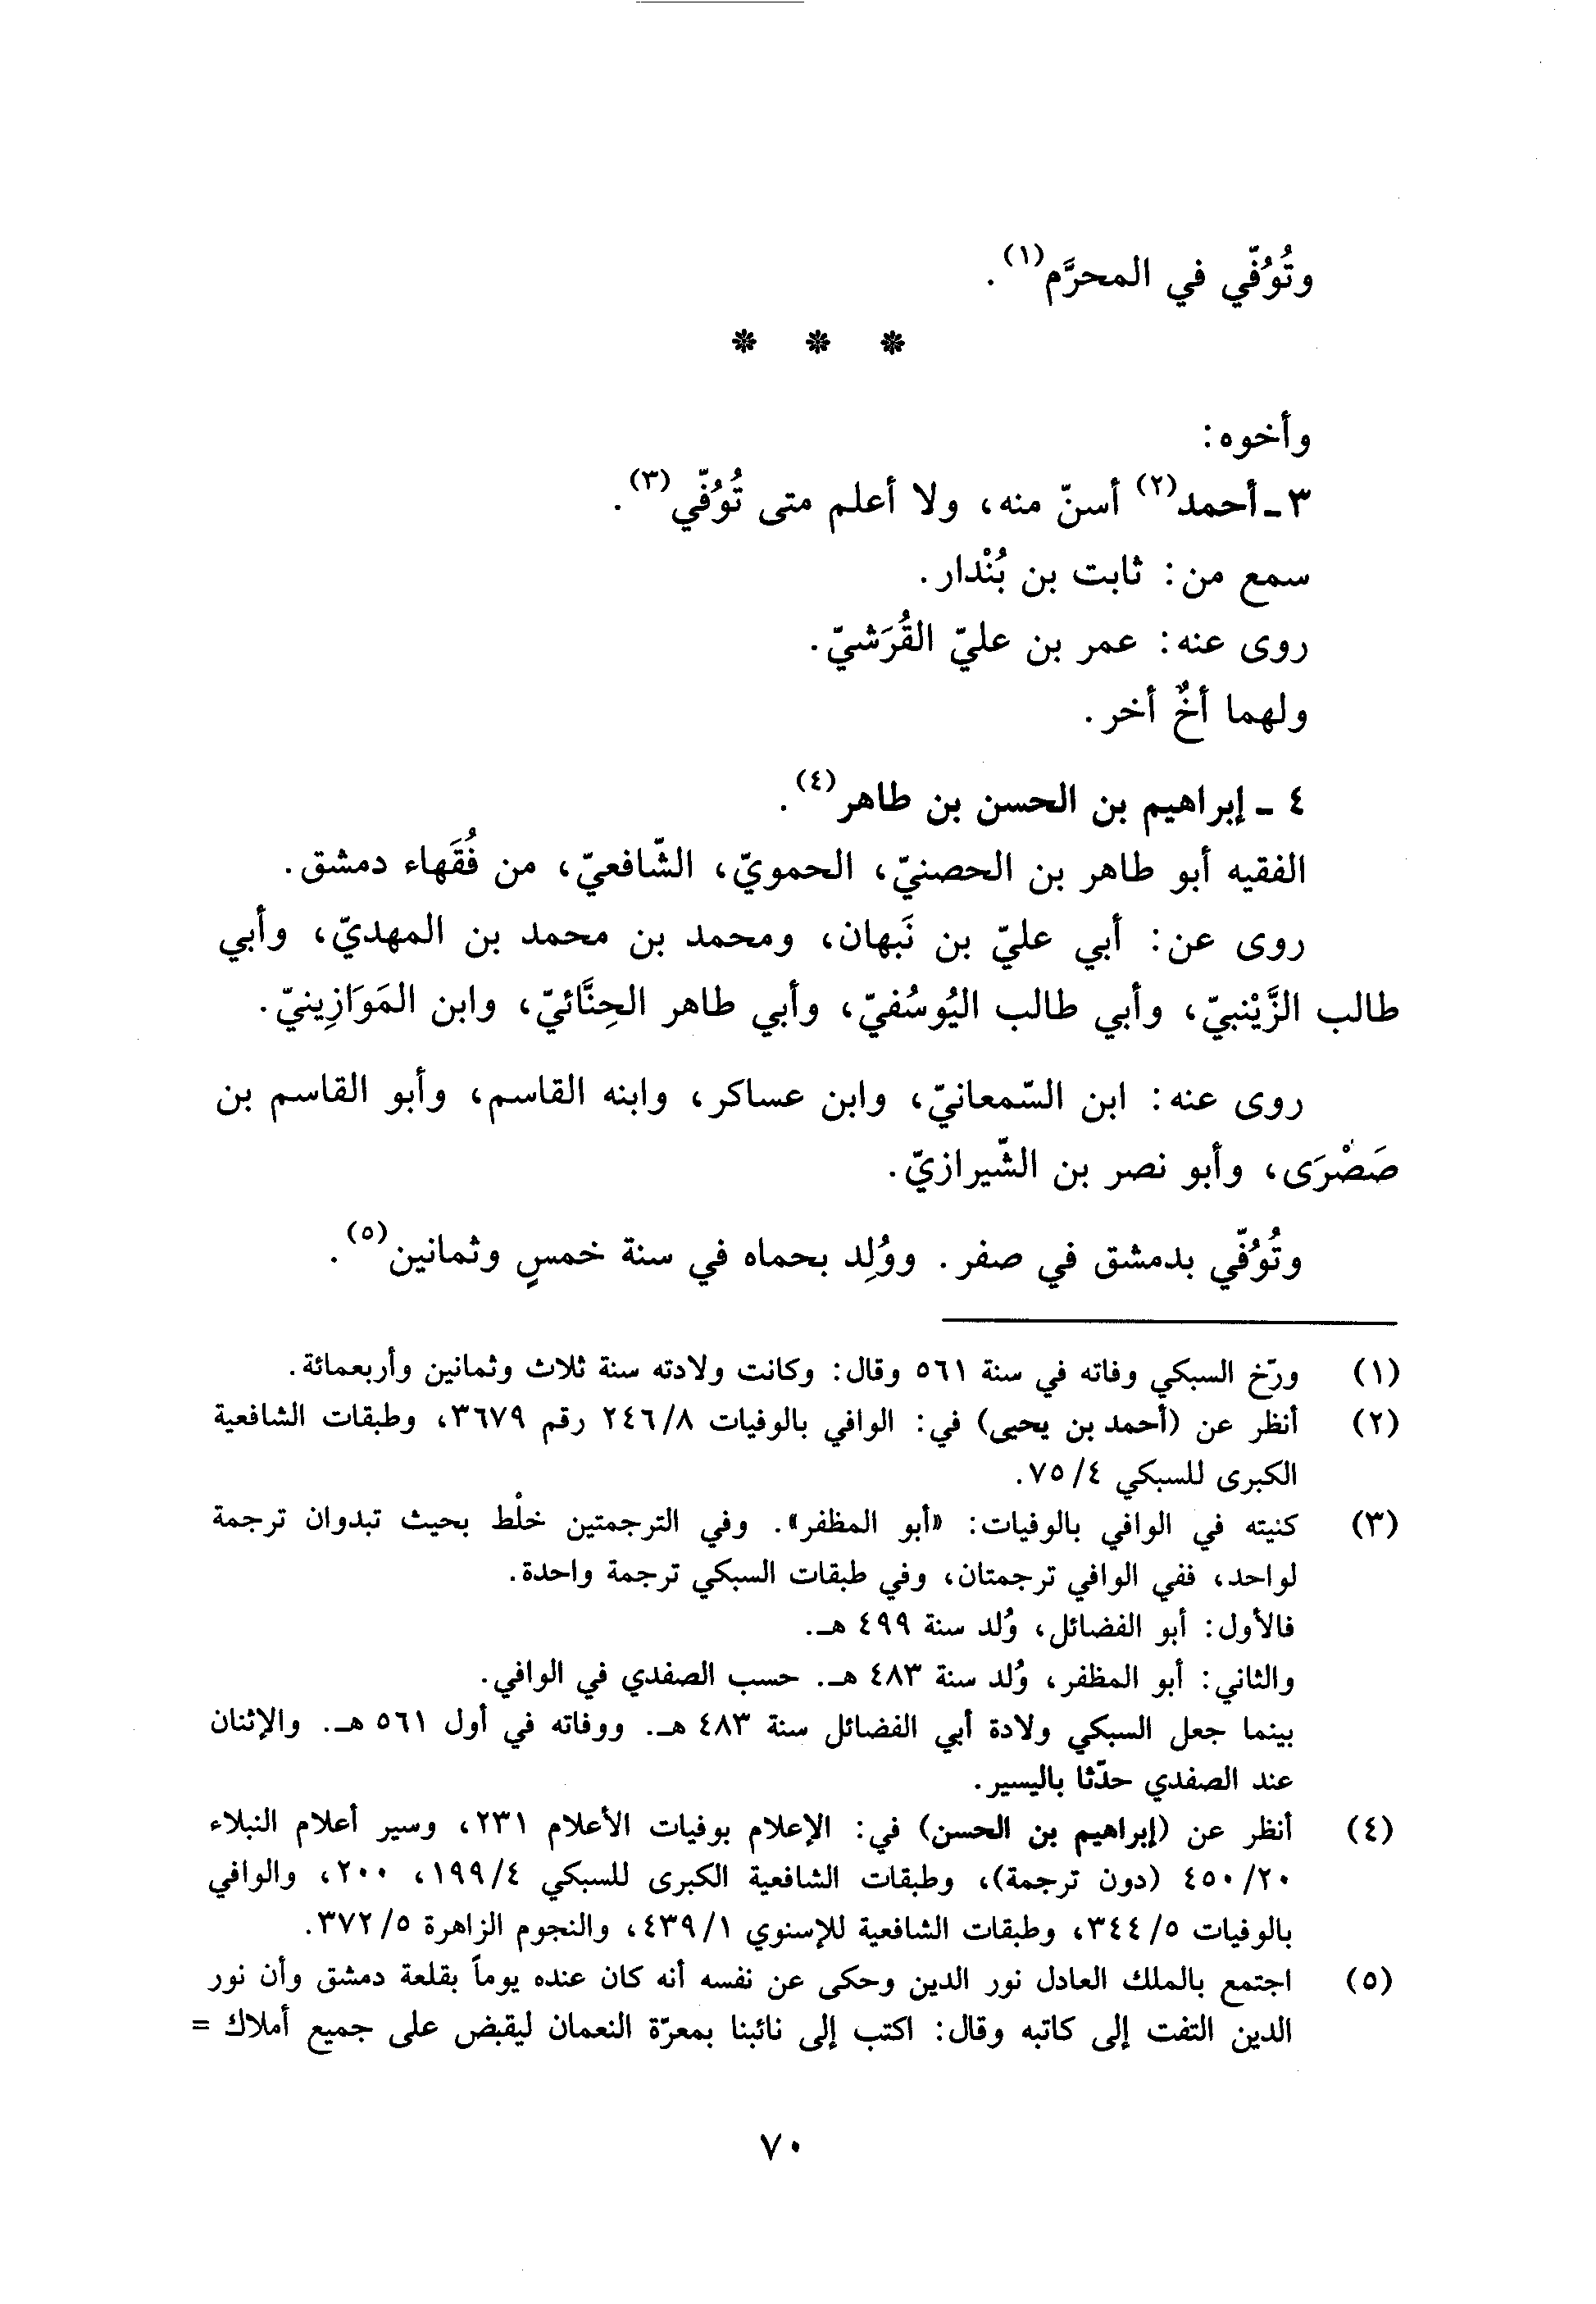 وتُوُفّي في المحرَّم(١).
* * *
وأخوه:
٣ ـ أحمد(٢) أسنّ منه، ولا أعلم متى تُوُفّي(٣).
سمع من: ثابت بن بُنْدار.
روى عنه: عمر بن عليّ القُرَشيّ.
ولهما أخٌ أخر.
٤ ـ إبراهيم بن الحسن بن طاهر(٤).
الفقيه أبو طاهر بن الحصنيّ، الحمويّ، الشّافعيّ، من فُقَهاء دمشق.
روى عن: أبي عليّ بن نَبهان، ومحمد بن محمد بن المهديّ، وأبي
طالب الزَّيْنبيّ، وأبي طالب اليُوسُفيّ، وأبي طاهر الحِنَّائيّ، وابن المَوَازِينيّ.
روى عنه: ابن السّمعانيّ، وابن عساكر، وابنه القاسم، وأبو القاسم بن
صَصْرَى، وأبو نصر بن الشّيرازيّ.
وتُوُفّي بدمشق في صفر. ووُلِد بحماه في سنة خمسٍ وثمانين(٥).
(١) ورّخ السبكي وفاته في سنة ٥٦١ وقال: وكانت ولادته سنة ثلاث وثمانين وأربعمائة.
(٢) أنظر عن (أحمد بن يحيى) في: الوافي بالوفيات ٢٤٦/٨ رقم ٣٦٧٩، وطبقات الشافعية
الكبرى للسبكي ٧٥/٤.
(٣) كنيته في الوافي بالوفيات: «أبو المظفر». وفي الترجمتين خلْط بحيث تبدوان ترجمة
لواحد، ففي الوافي ترجمتان، وفي طبقات السبكي ترجمة واحدة.
فالأول: أبو الفضائل، وُلد سنة ٤٩٩ هـ.
والثاني: أبو المظفر، وُلد سنة ٤٨٣ هـ. حسب الصفدي في الوافي.
بينما جعل السبكي ولادة أبي الفضائل سنة ٤٨٣ هـ. ووفاته في أول ٥٦١ هـ. والإثنان
عند الصفدي حدّثا باليسير.
(٤) أنظر عن (إبراهيم بن الحسن) في: الإعلام بوفيات الأعلام ٢٣١، وسير أعلام النبلاء
٤٥٠/٢٠ (دون ترجمة)، وطبقات الشافعية الكبرى للسبكي ١٩٩/٤، ٢٠٠، والوافي
بالوفيات ٣٤٤/٥، وطبقات الشافعية للإسنوي ٤٣٩/١، والنجوم الزاهرة ٣٧٢/٥.
(٥) اجتمع بالملك العادل نور الدين وحكى عن نفسه أنه كان عنده يوماً بقلعة دمشق وأن نور
الدين التفت إلى كاتبه وقال: اكتب إلى نائبنا بمعرّة النعمان ليقبض على جميع أملاك =
٧٠